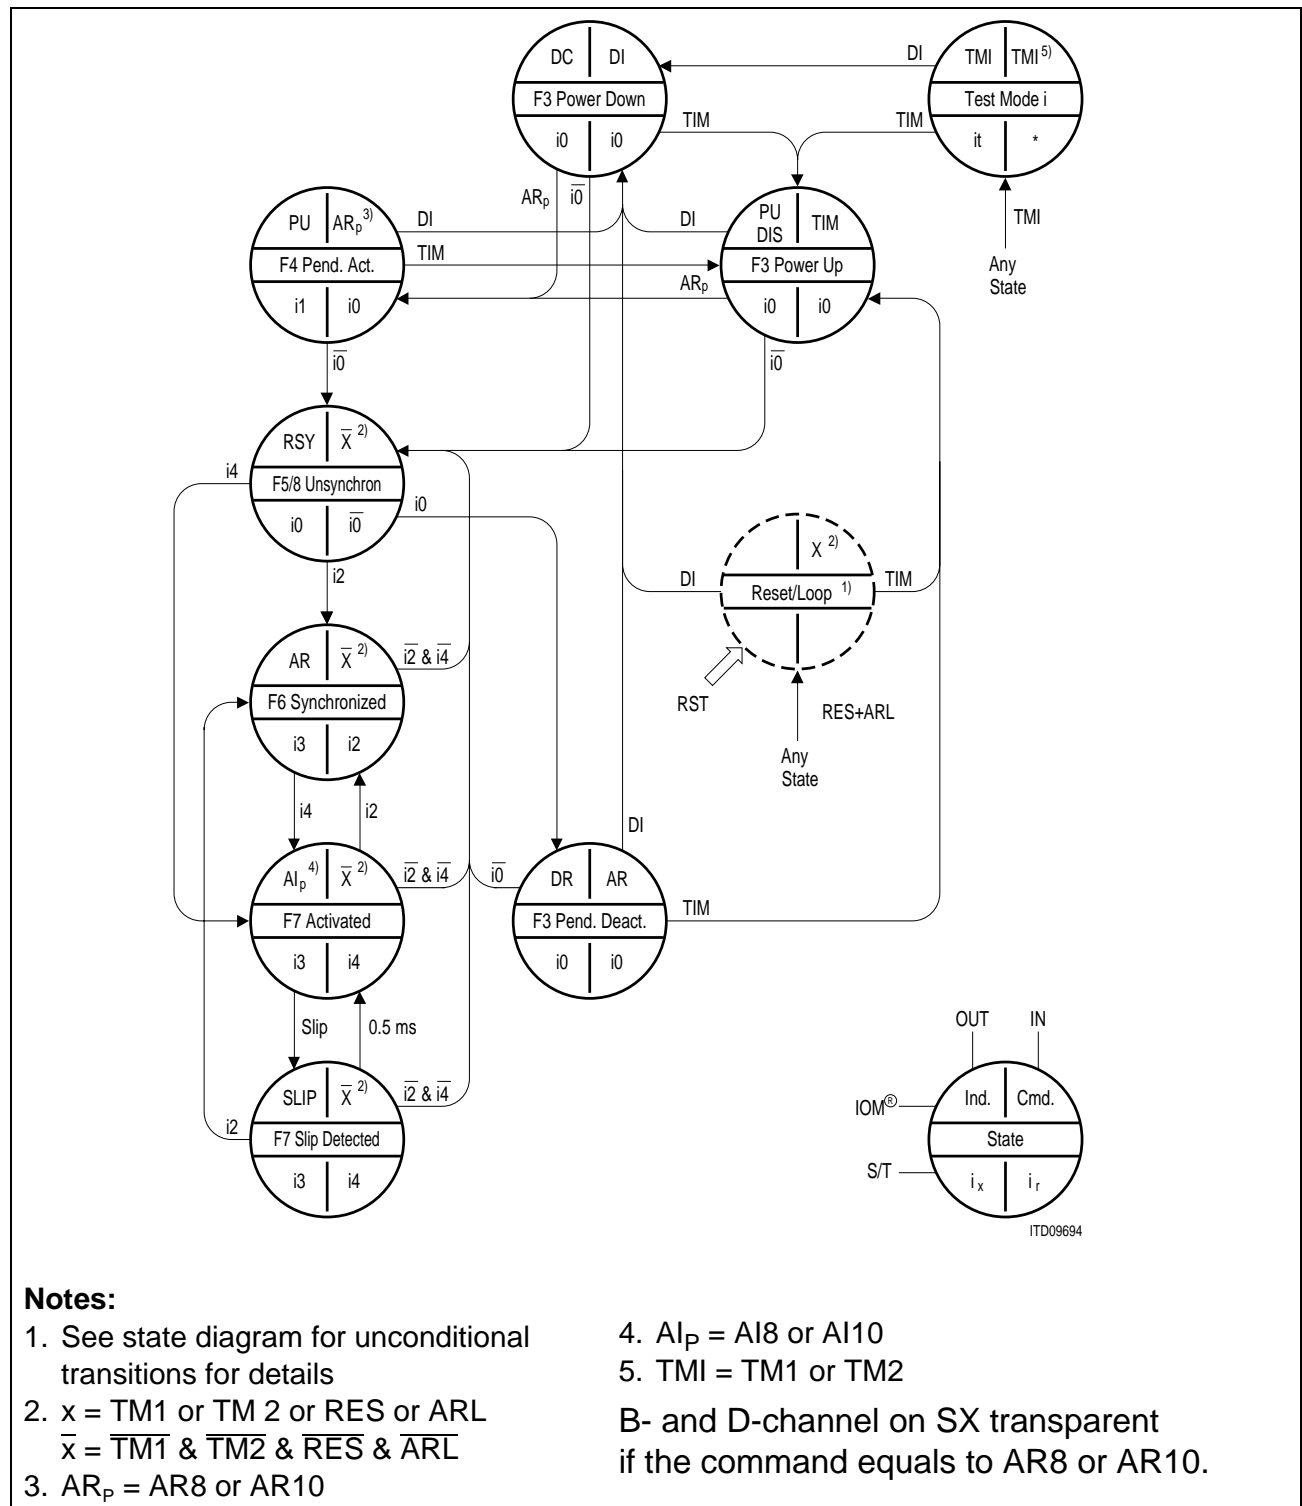 DC DI
F3 Power Down
i0 i0
DI
TMI TMI 5)
Test Mode i
it *
TIM
TIM
TMI
Any
State
ARp
i0
PU ARp 3)
F4 Pend. Act.
i1 i0
DI
TIM
DI
PU
DIS
TIM
F3 Power Up
i0 i0
ARp
i0
i0
RSY X 2)
F5/8 Unsynchron
i0 i0
i4
i0
i2
X 2)
Reset/Loop 1)
DI
TIM
RST
RES+ARL
Any
State
AR X 2)
F6 Synchronized
i3 i2
i2 & i4
i4
i2
DI
AIp 4) X 2)
F7 Activated
i3 i4
i2 & i4
i0
DR AR
F3 Pend. Deact.
i0 i0
TIM
Slip
0.5 ms
SLIP X 2)
F7 Slip Detected
i3 i4
i2 & i4
i2
OUT IN
IOM®
Ind. Cmd.
State
S/T
i x i r
ITD09694
Notes:
1. See state diagram for unconditional
transitions for details
2. x = TM1 or TM 2 or RES or ARL
x = TM1 & TM2 & RES & ARL
3. ARP = AR8 or AR10
4. AIP = AI8 or AI10
5. TMI = TM1 or TM2
B- and D-channel on SX transparent
if the command equals to AR8 or AR10.